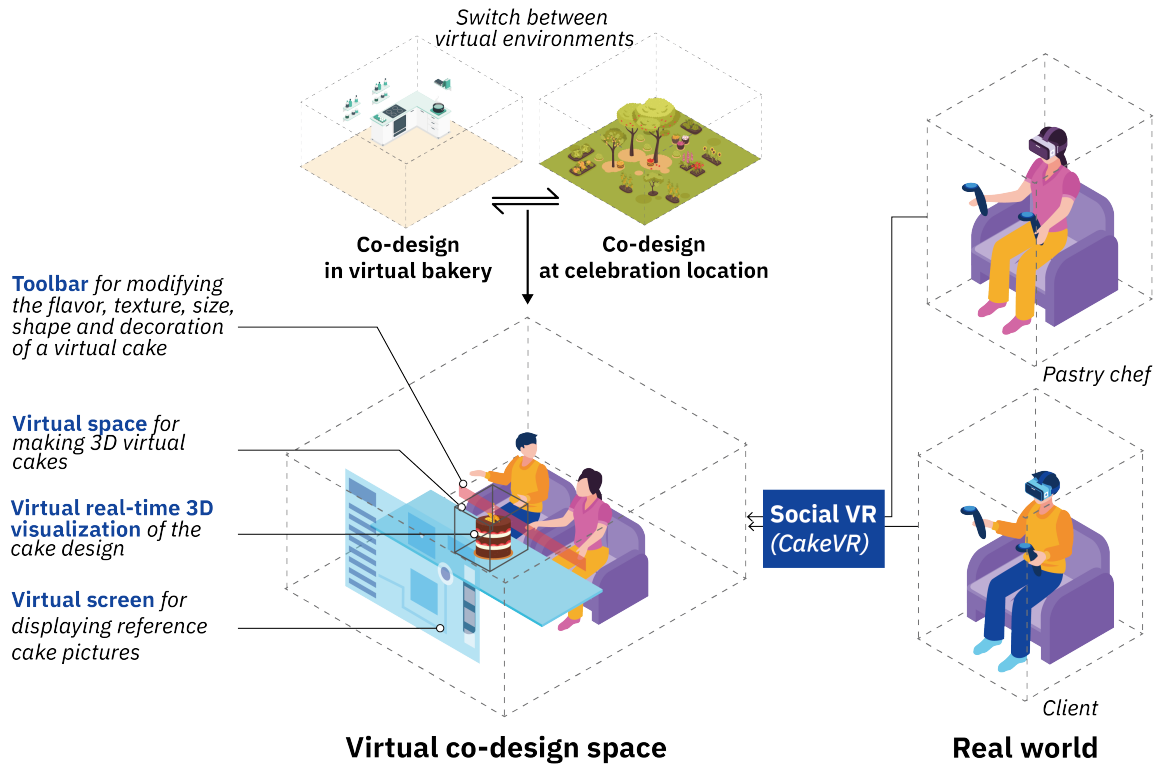 Switch between
virtual environments
Co-design
in virtual bakery
Co-design
at celebration location
Toolbar for modifying
the flavor, texture, size,
shape and decoration
of a virtual cake
Virtual space for
making 3D virtual
cakes
Virtual real-time 3D
visualization of the
cake design
Virtual screen for
displaying reference
cake pictures
Virtual co-design space
Social VR
(CakeVR)
Pastry chef
Client
Real world